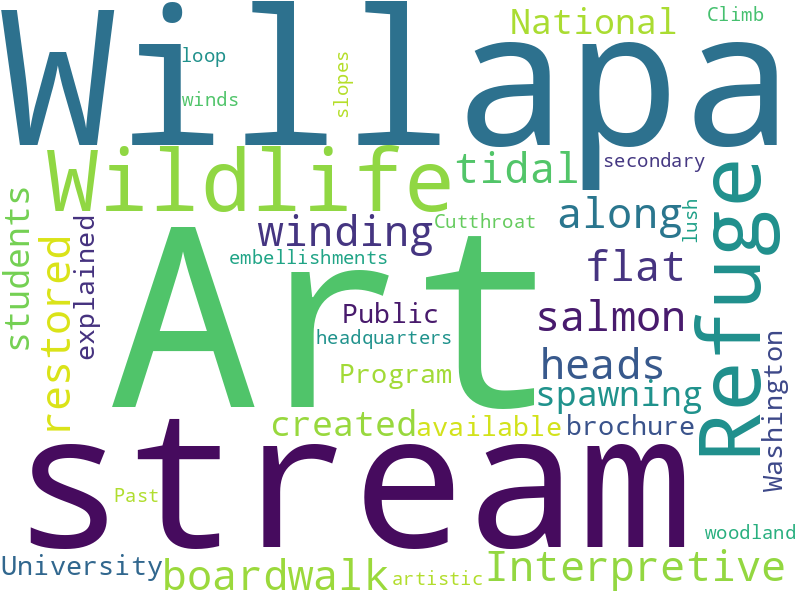 Willapa
National
Climb
loop
winds
slopes
Wildlife
tidal
secondary
Refuge
students
restored
explained
winding
Cutthroat
along
lush
embellishments
flat
Art
Public
salmon
headquarters
Program
heads
spawning
Washington
created
available
brochure
stream
Past
woodland
University
boardwalk
artistic
Interpretive